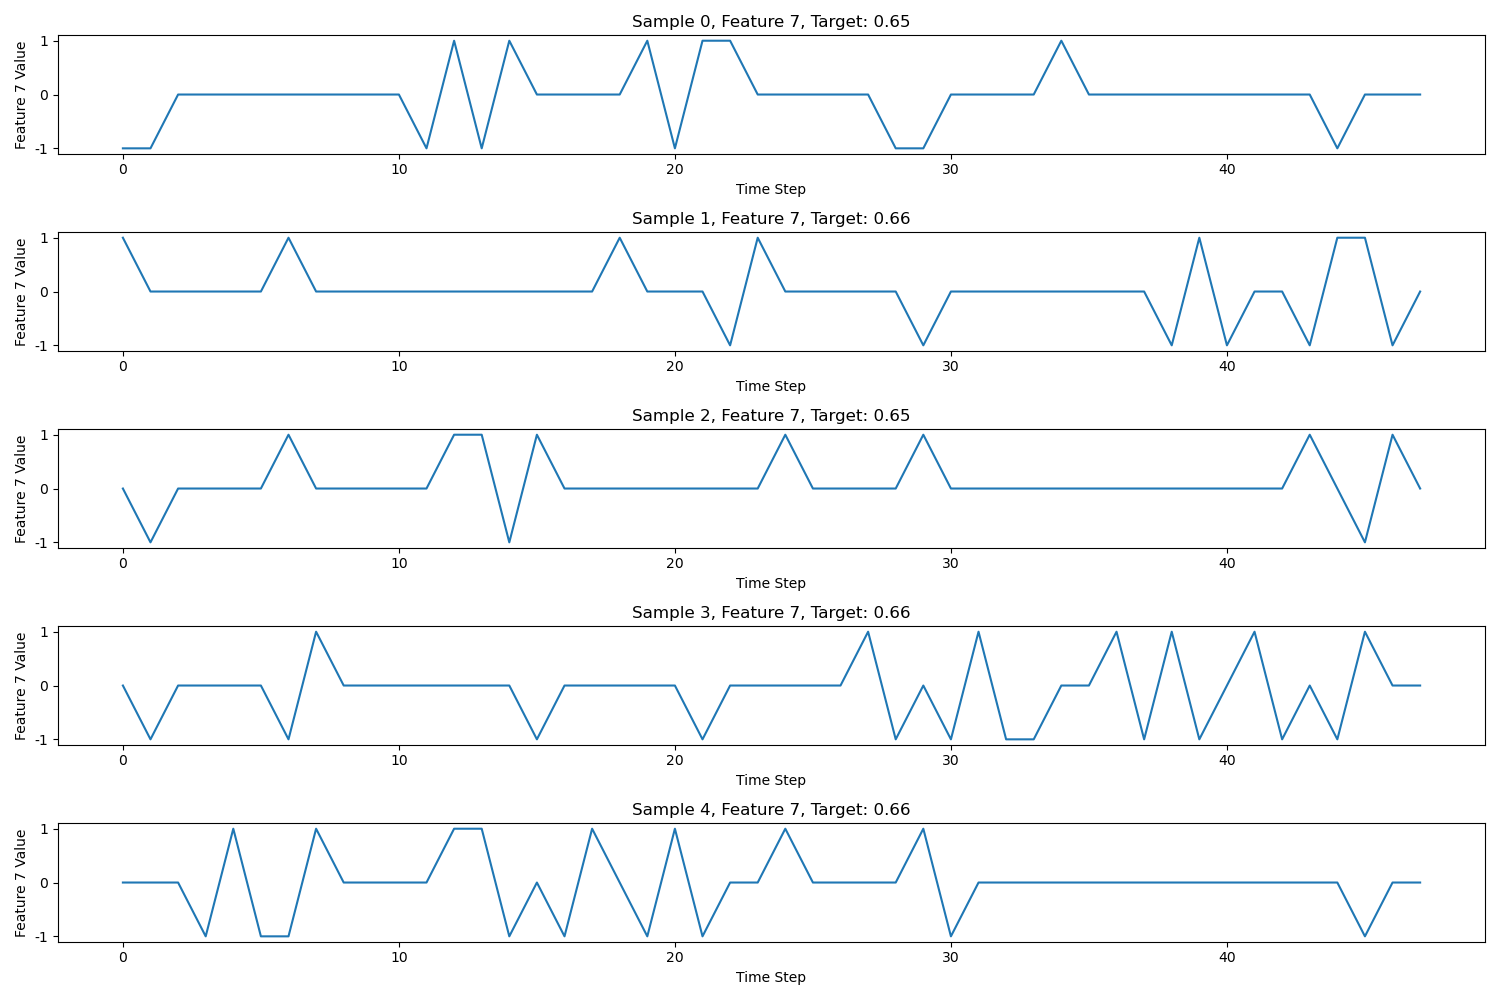 Sample 0, Feature 7, Target: 0.65
Feature 7 Value
1
0
-1
0 10 20 30 40
Time Step
Sample 1, Feature 7, Target: 0.66
Feature 7 Value
1
0
-1
0 10 20 30 40
Time Step
Sample 2, Feature 7, Target: 0.65
Feature 7 Value
1
0
-1
0 10 20 30 40
Time Step
Sample 3, Feature 7, Target: 0.66
Feature 7 Value
1
0
-1
0 10 20 30 40
Time Step
Sample 4, Feature 7, Target: 0.66
Feature 7 Value
1
0
-1
0 10 20 30 40
Time Step